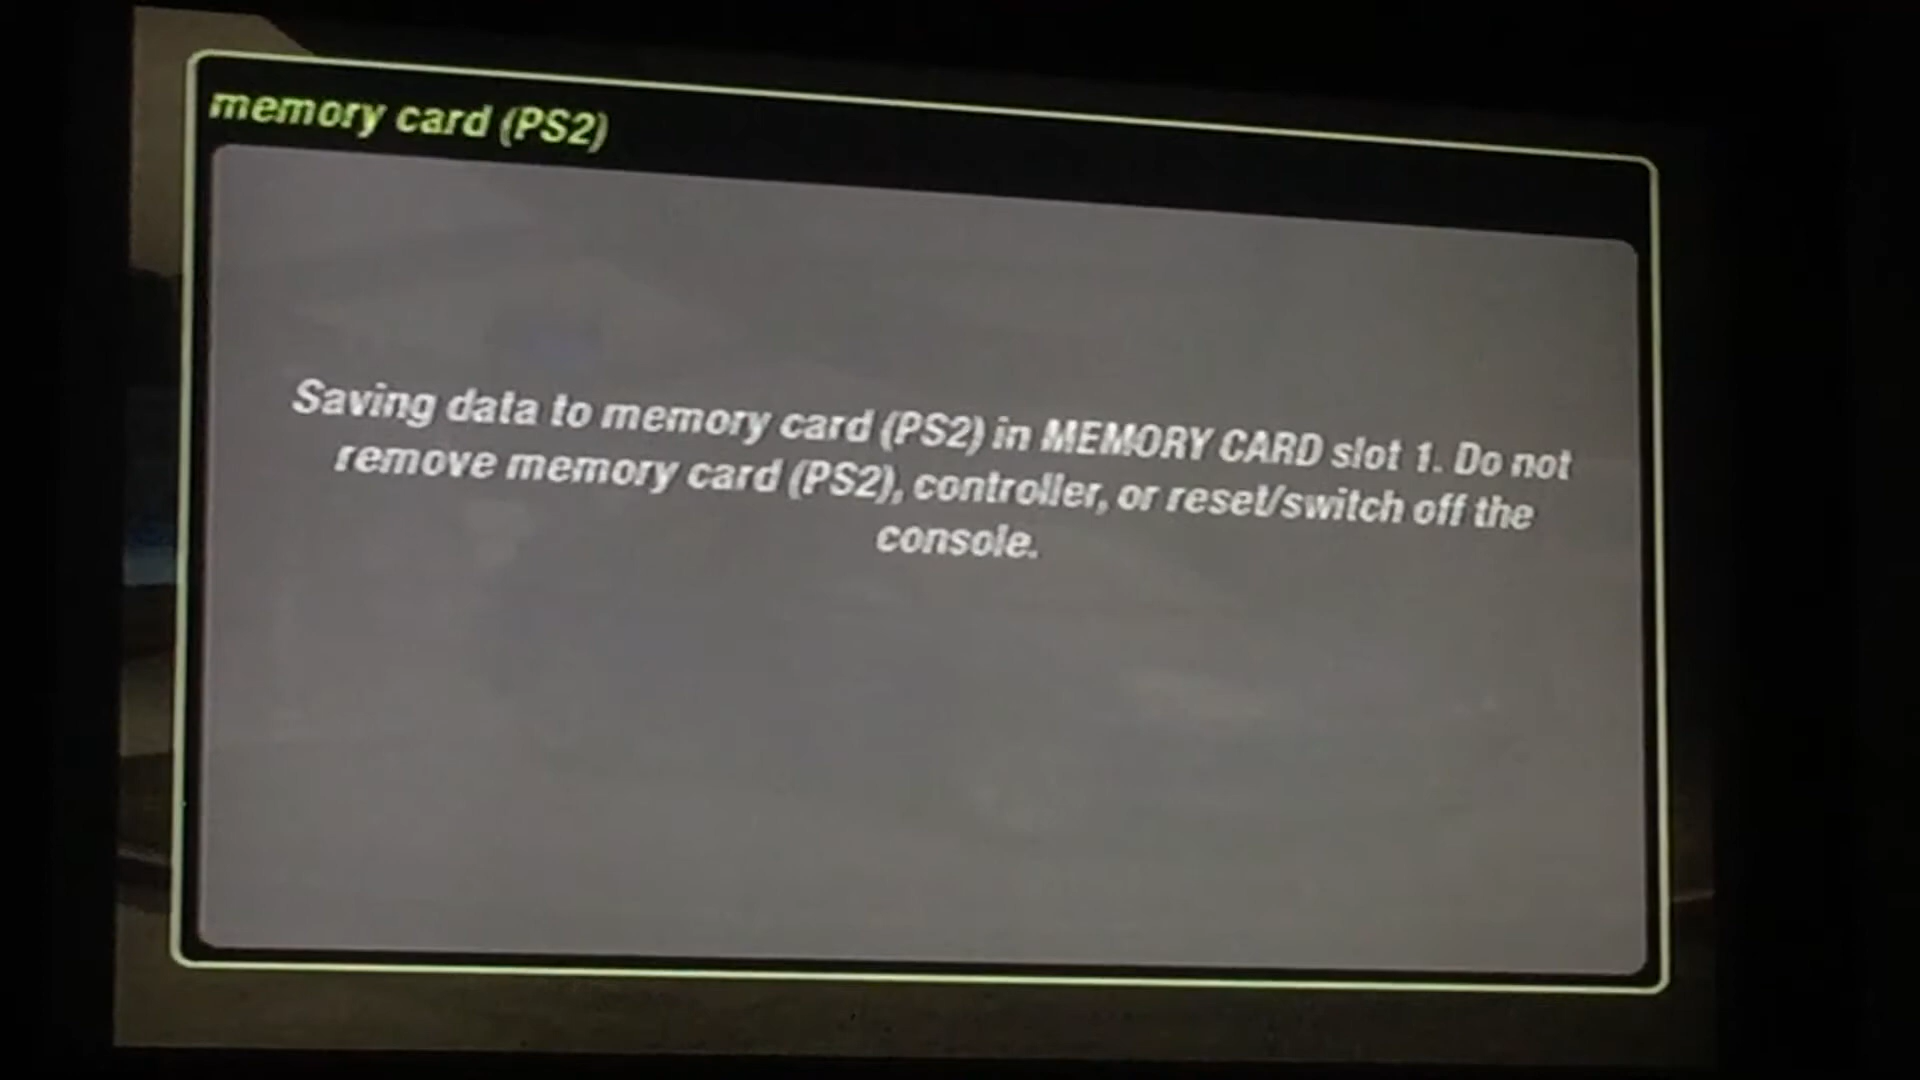 memory card (PS2)
Saving data to memory card (PS2) in MEMORY CARD slot 1. Do not
remove memory card (PS2), controller, or reset/switch off the
console.